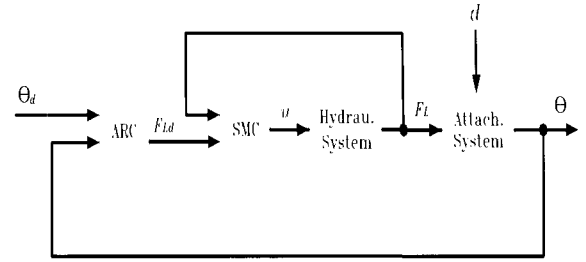 d
Θd
ARC
FLd
SMC
u
Hydrau.
System
FL
Attach.
System
Θ